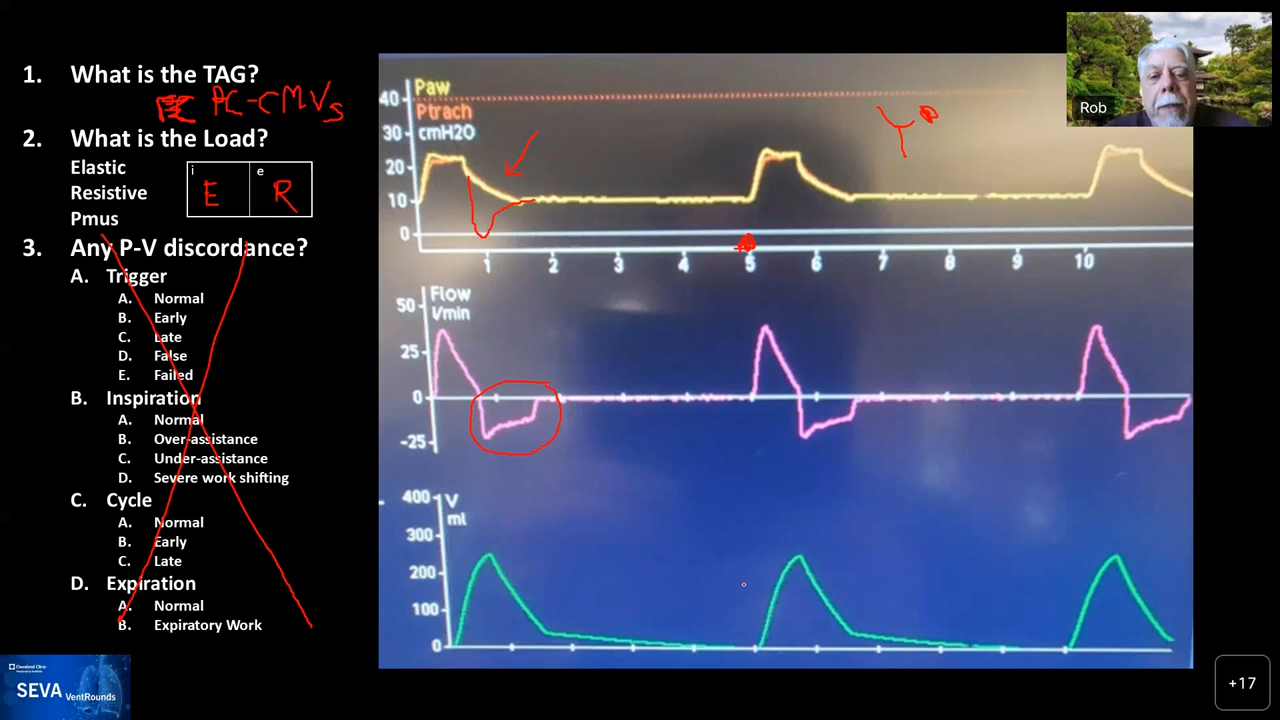 1. What is the TAG?
PC-CMVs
2. What is the Load?
Elastic
Resistive
Pmus
i e
E R
3. Any P-V discordance?
A. Trigger
A. Normal
B. Early
C. Late
D. False
E. Failed
B. Inspiration
A. Normal
B. Over-assistance
C. Under-assistance
D. Severe work shifting
C. Cycle
A. Normal
B. Early
C. Late
D. Expiration
A. Normal
B. Expiratory Work
Cleveland Clinic
SEVA VentRounds
Paw
40
Ptrach
cmH2O
30
20
10
0
1 2 3 4 5 6 7 8 9 10
Flow
50
l/min
25
0
-25
400 V
ml
300
200
100
0
Rob
+17